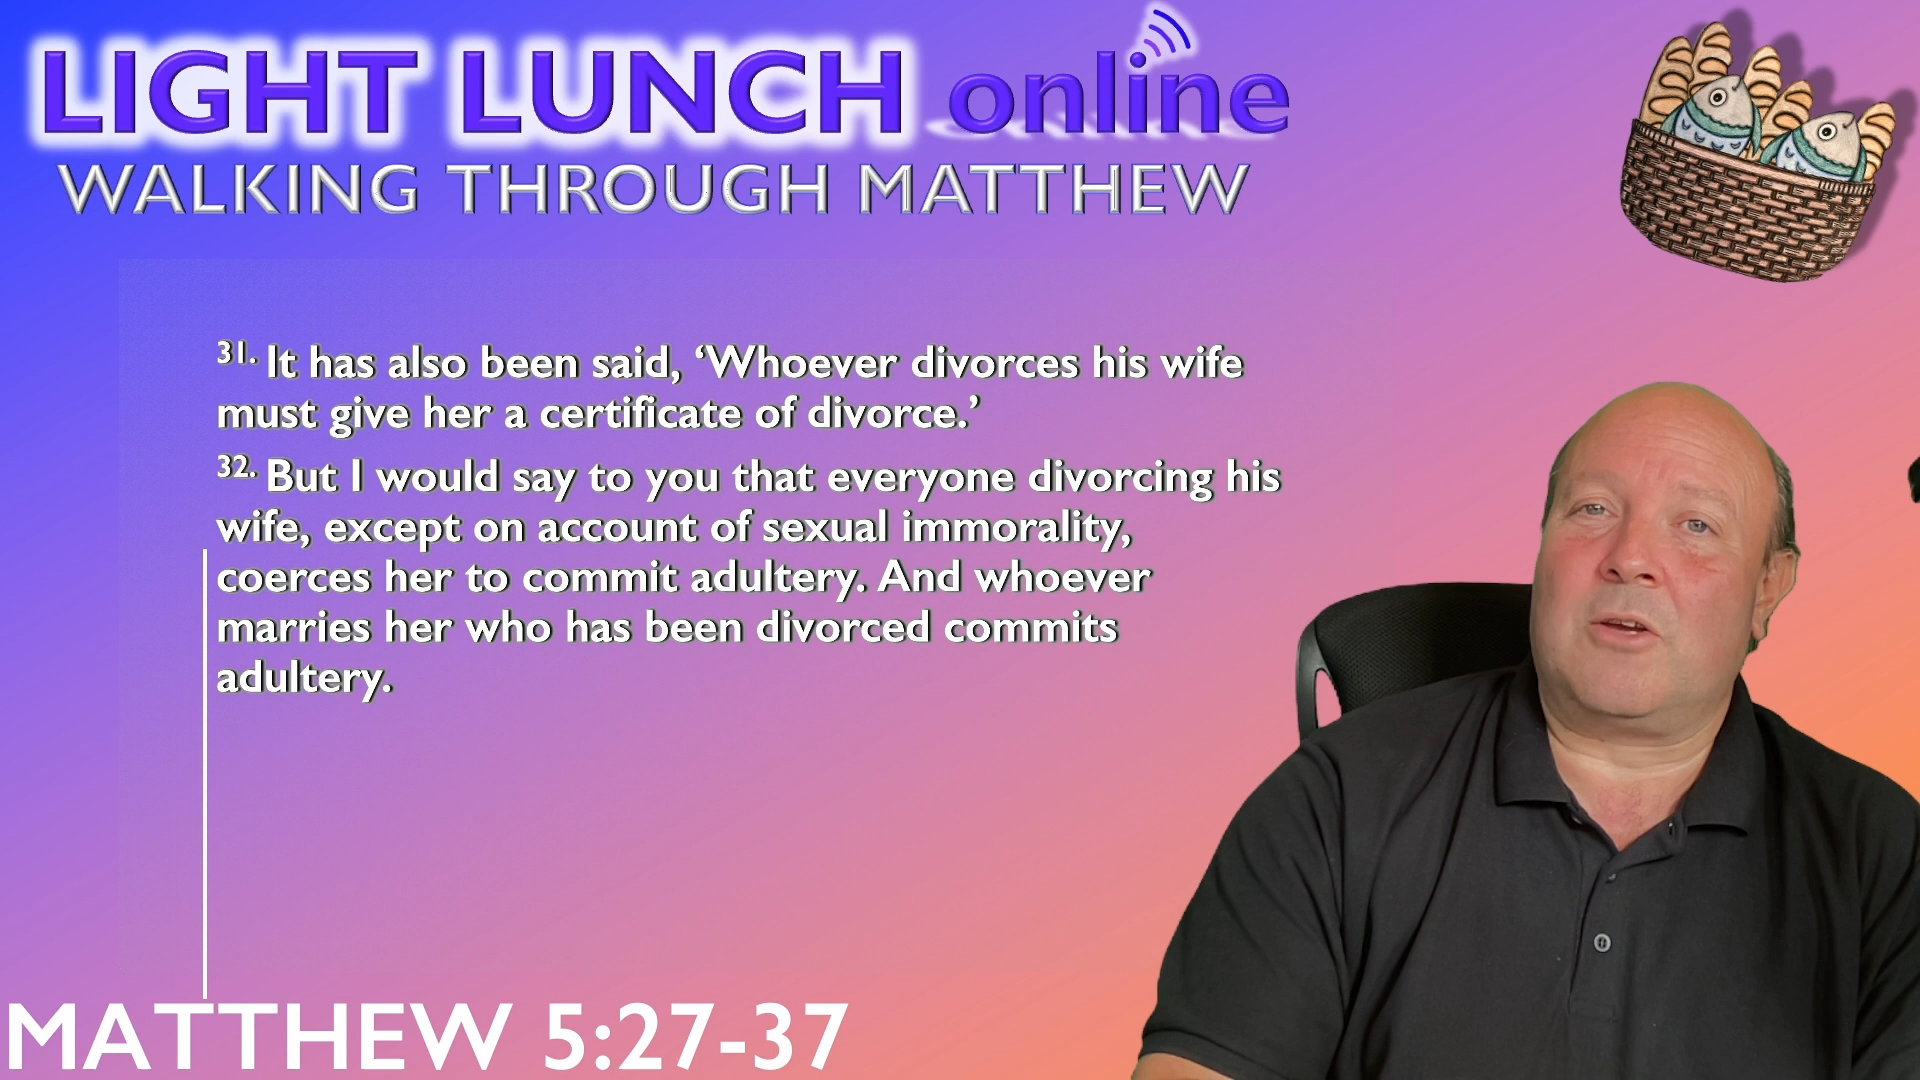 LIGHT LUNCH online
WALKING THROUGH MATTHEW
31. It has also been said, ‘Whoever divorces his wife
must give her a certificate of divorce.’
32. But I would say to you that everyone divorcing his
wife, except on account of sexual immorality,
coerces her to commit adultery. And whoever
marries her who has been divorced commits
adultery.
MATTHEW 5:27-37